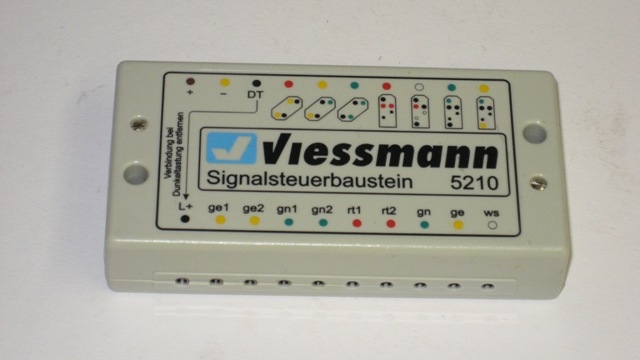 + − DT
Verbindung bei
Dunkeltastung entfernen
Viessmann
Signalsteuerbaustein 5210
L+ ge1 ge2 gn1 gn2 rt1 rt2 gn ge ws